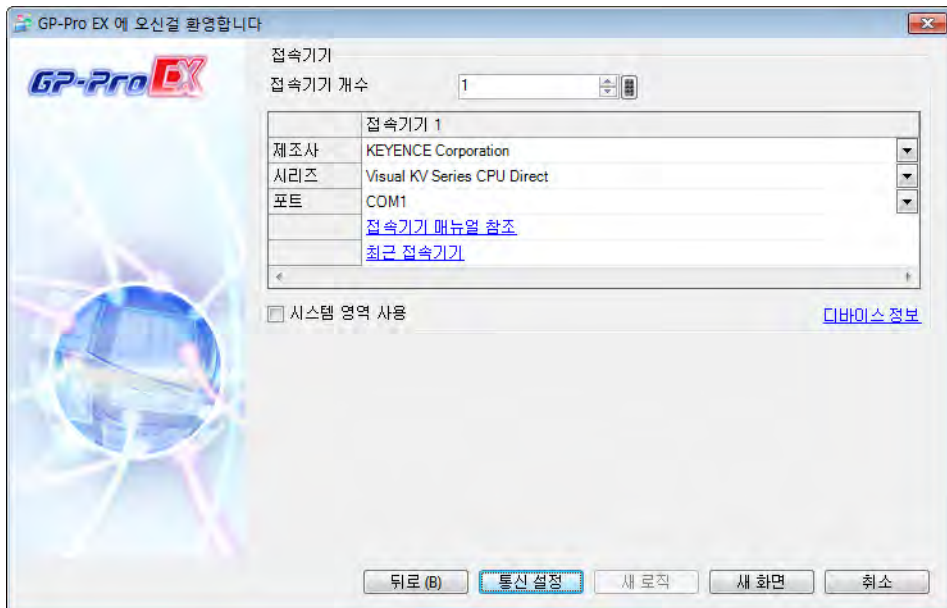 GP-Pro EX 에 오신걸 환영합니다
GP-Pro EX
접속기기
접속기기 개수 1
접속기기 1
제조사 KEYENCE Corporation
시리즈 Visual KV Series CPU Direct
포트 COM1
접속기기 매뉴얼 참조
최근 접속기기
시스템 영역 사용 디바이스 정보
뒤로 (B) 통신 설정 새 로직 새 화면 취소